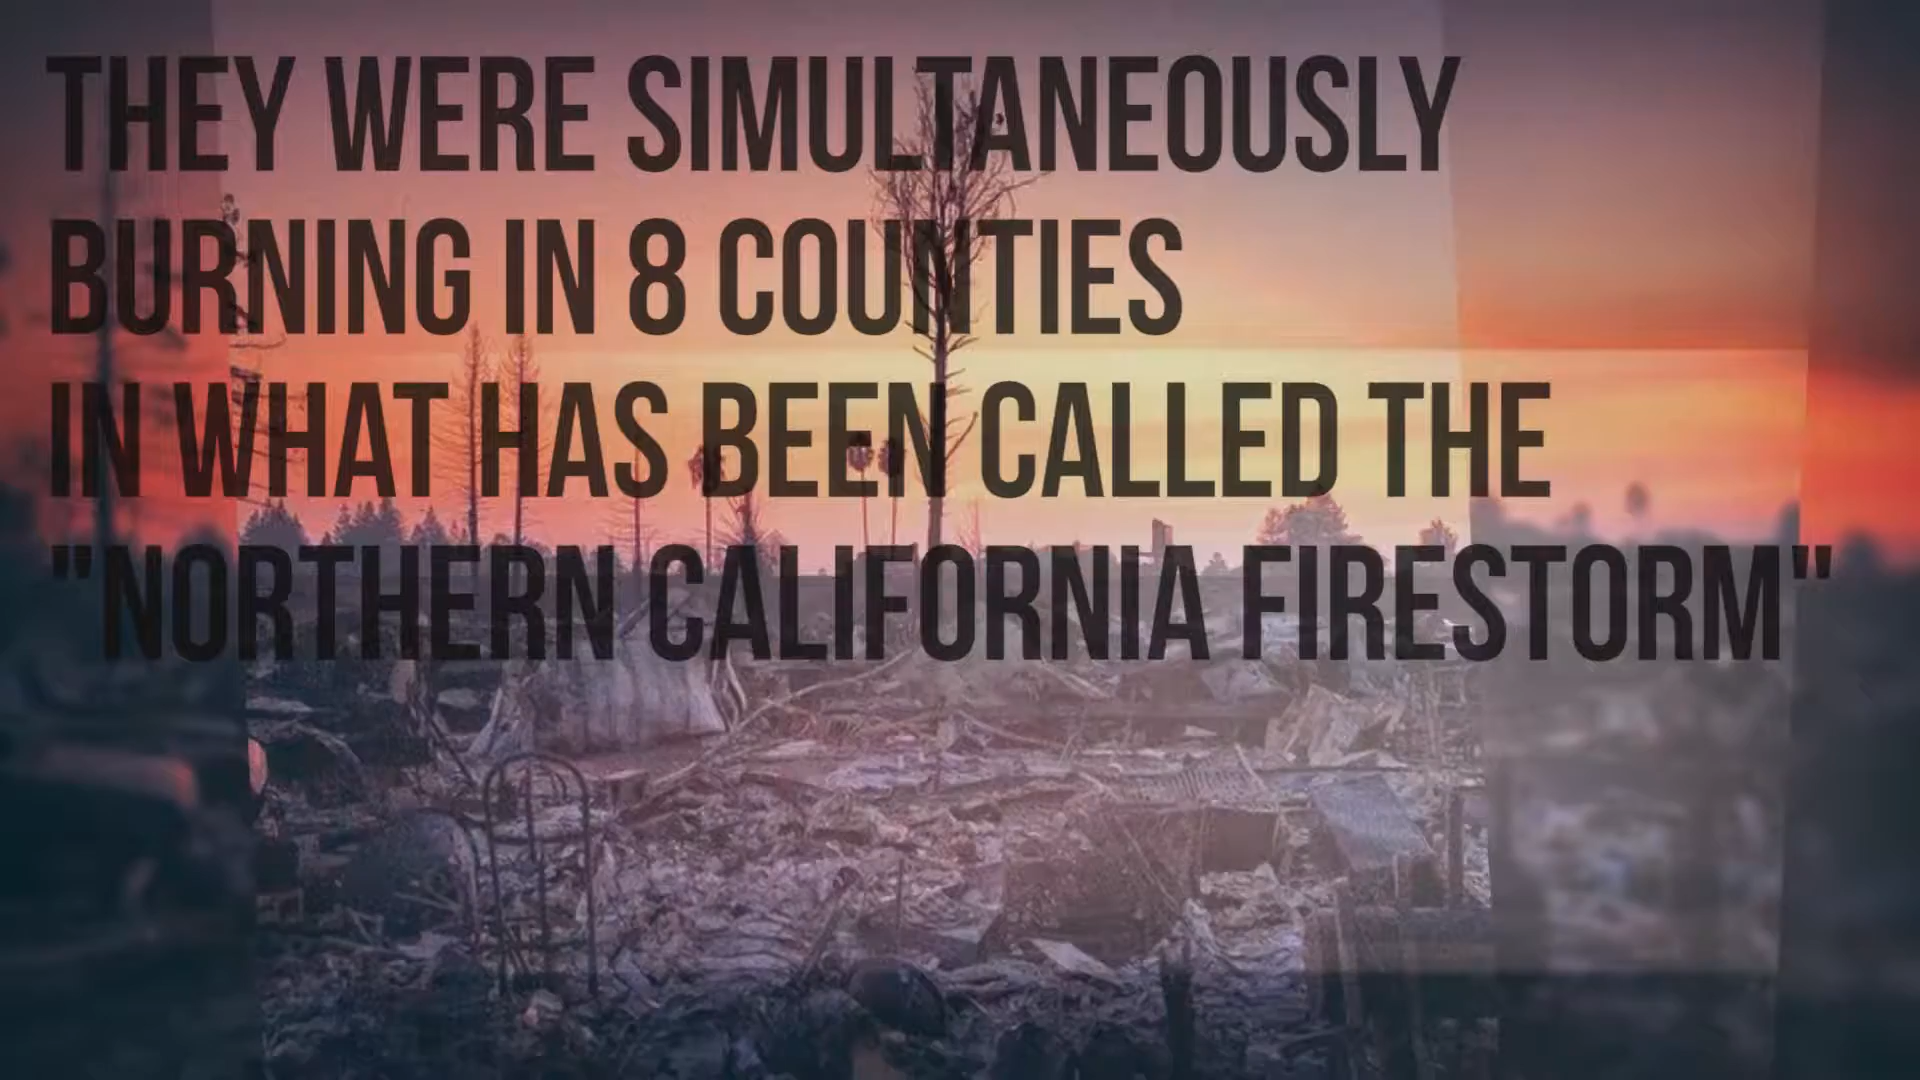 THEY WERE SIMULTANEOUSLY
BURNING IN 8 COUNTIES
IN WHAT HAS BEEN CALLED THE
"NORTHERN CALIFORNIA FIRESTORM"